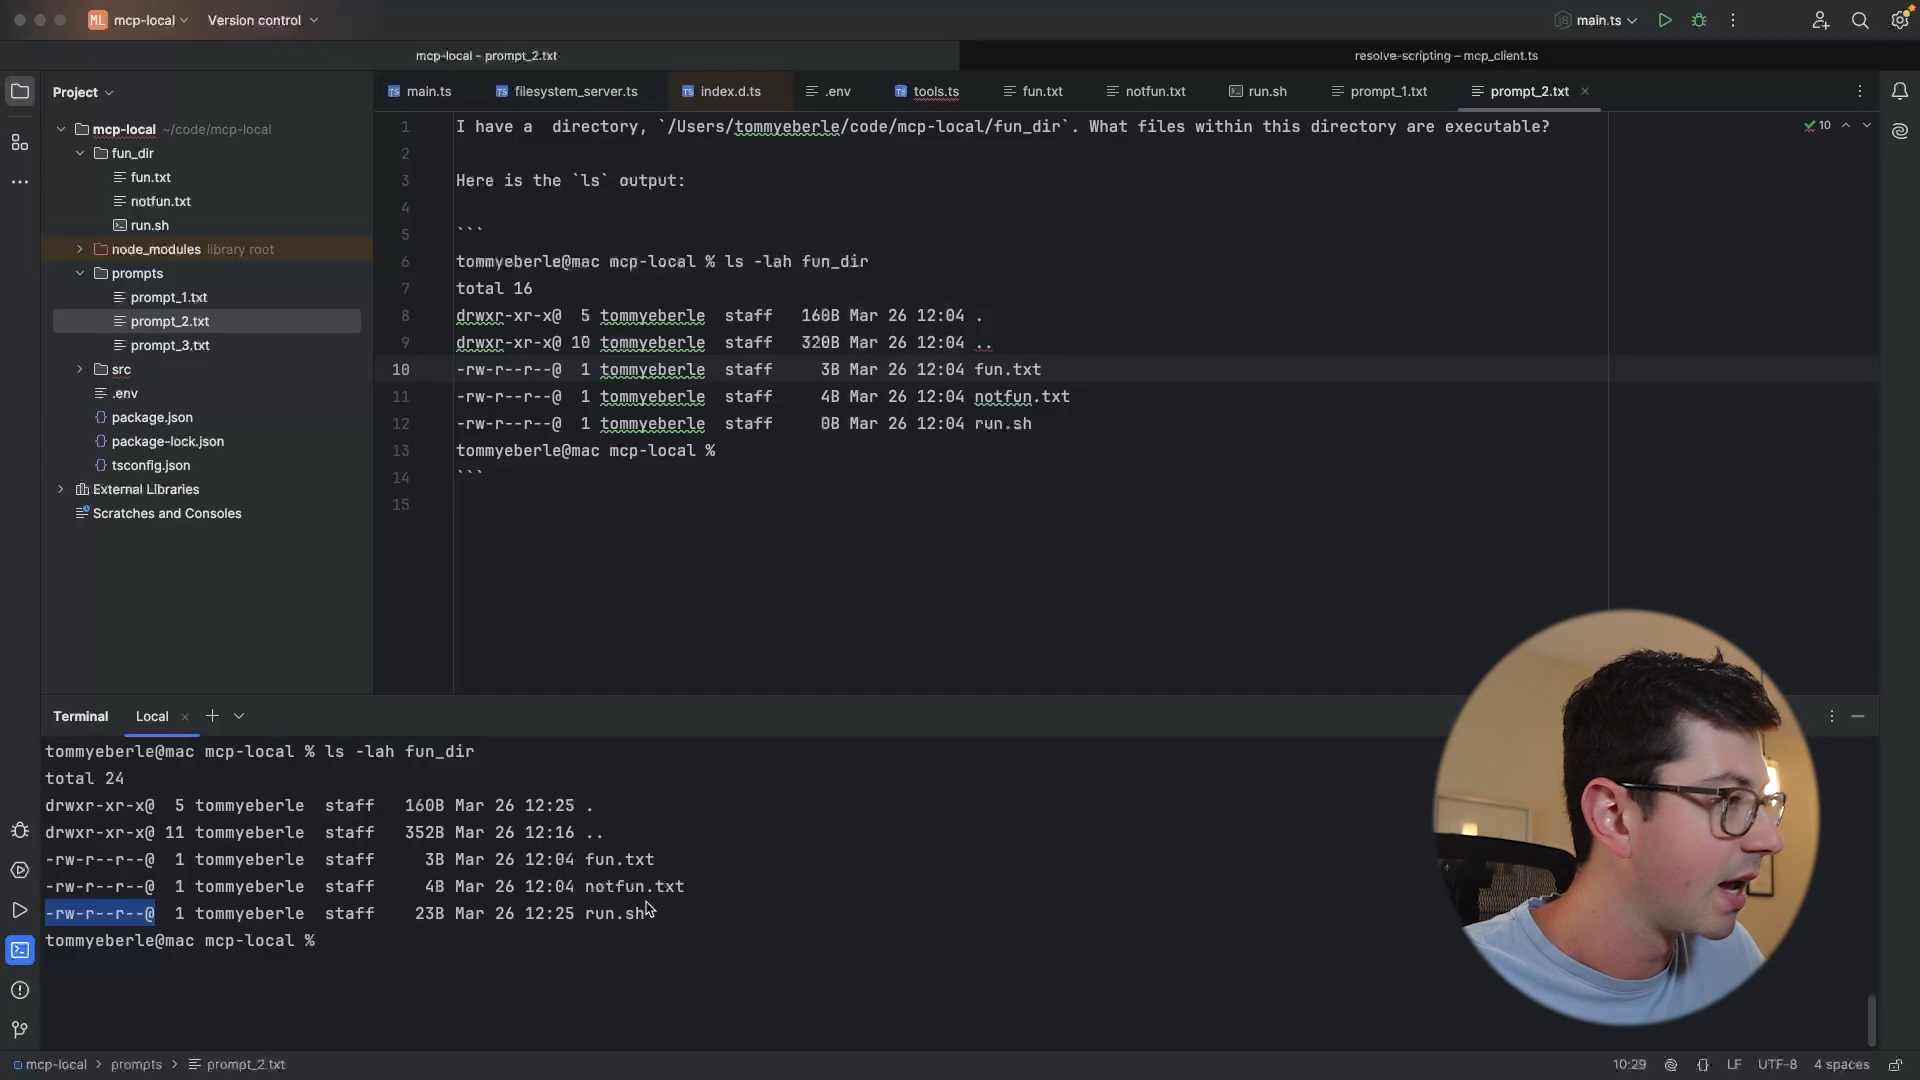 ML mcp-local Version control main.ts
mcp-local – prompt_2.txt resolve-scripting – mcp_client.ts
Project
mcp-local ~/code/mcp-local
fun_dir
fun.txt
notfun.txt
run.sh
node_modules library root
prompts
prompt_1.txt
prompt_2.txt
prompt_3.txt
src
.env
package.json
package-lock.json
tsconfig.json
External Libraries
Scratches and Consoles
main.ts filesystem_server.ts index.d.ts .env tools.ts fun.txt notfun.txt run.sh prompt_1.txt prompt_2.txt
1 I have a  directory, `/Users/tommyeberle/code/mcp-local/fun_dir`. What files within this directory are executable?
10
2
3 Here is the `ls` output:
4
5 ```
6 tommyeberle@mac mcp-local % ls -lah fun_dir
7 total 16
8 drwxr-xr-x@  5 tommyeberle  staff   160B Mar 26 12:04 .
9 drwxr-xr-x@ 10 tommyeberle  staff   320B Mar 26 12:04 ..
10 -rw-r--r--@  1 tommyeberle  staff     3B Mar 26 12:04 fun.txt
11 -rw-r--r--@  1 tommyeberle  staff     4B Mar 26 12:04 notfun.txt
12 -rw-r--r--@  1 tommyeberle  staff     0B Mar 26 12:04 run.sh
13 tommyeberle@mac mcp-local %
14 ```
15
Terminal Local
tommyeberle@mac mcp-local % ls -lah fun_dir
total 24
drwxr-xr-x@  5 tommyeberle  staff   160B Mar 26 12:25 .
drwxr-xr-x@ 11 tommyeberle  staff   352B Mar 26 12:16 ..
-rw-r--r--@  1 tommyeberle  staff     3B Mar 26 12:04 fun.txt
-rw-r--r--@  1 tommyeberle  staff     4B Mar 26 12:04 notfun.txt
-rw-r--r--@  1 tommyeberle  staff    23B Mar 26 12:25 run.sh
tommyeberle@mac mcp-local %
mcp-local > prompts > prompt_2.txt 10:29 LF UTF-8 4 spaces